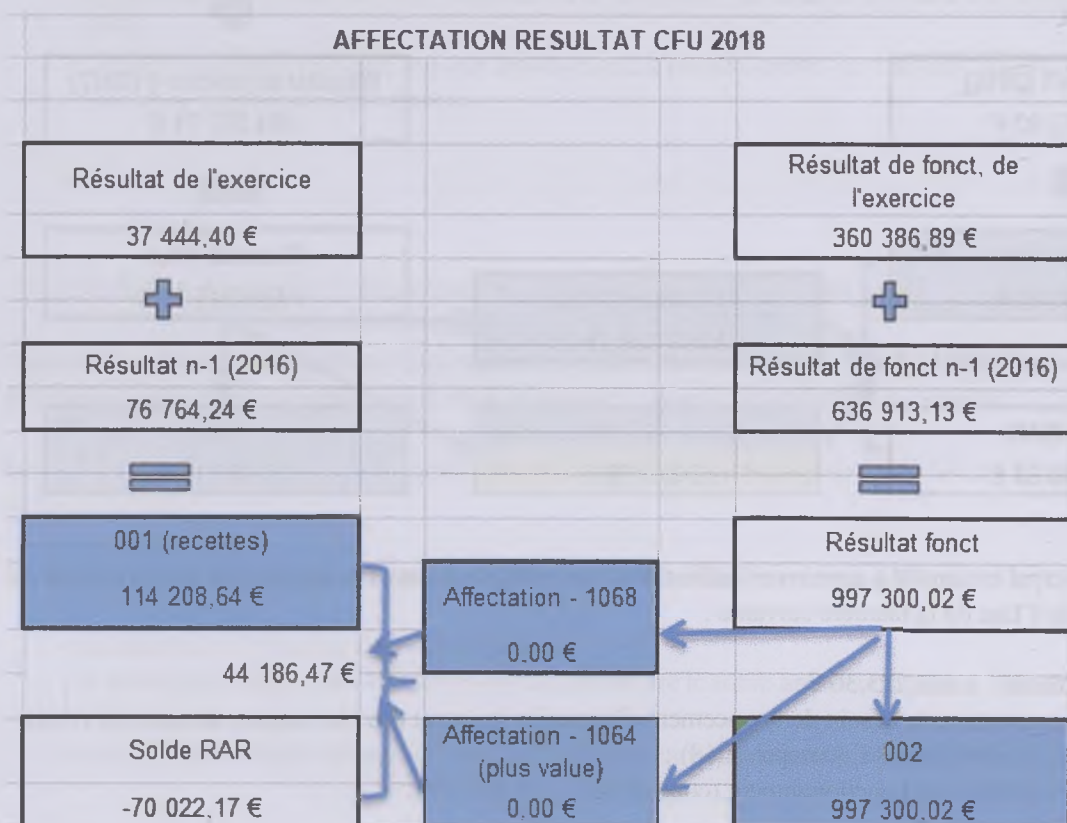 AFFECTATION RESULTAT CFU 2018
Résultat de l'exercice
37 444,40 €
Résultat n-1 (2016)
76 764,24 €
001 (recettes)
114 208,64 €
44 186,47 €
Solde RAR
-70 022,17 €
Affectation - 1068
0,00 €
Affectation - 1064
(plus value)
0,00 €
Résultat de fonct, de
l'exercice
360 386,89 €
Résultat de fonct n-1 (2016)
636 913,13 €
Résultat fonct
997 300,02 €
002
997 300,02 €